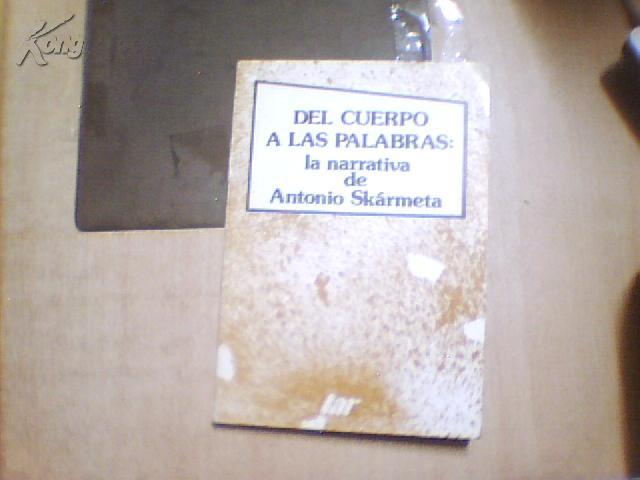 DEL CUERPO
A LAS PALABRAS:
la narrativa
de
Antonio Skármeta